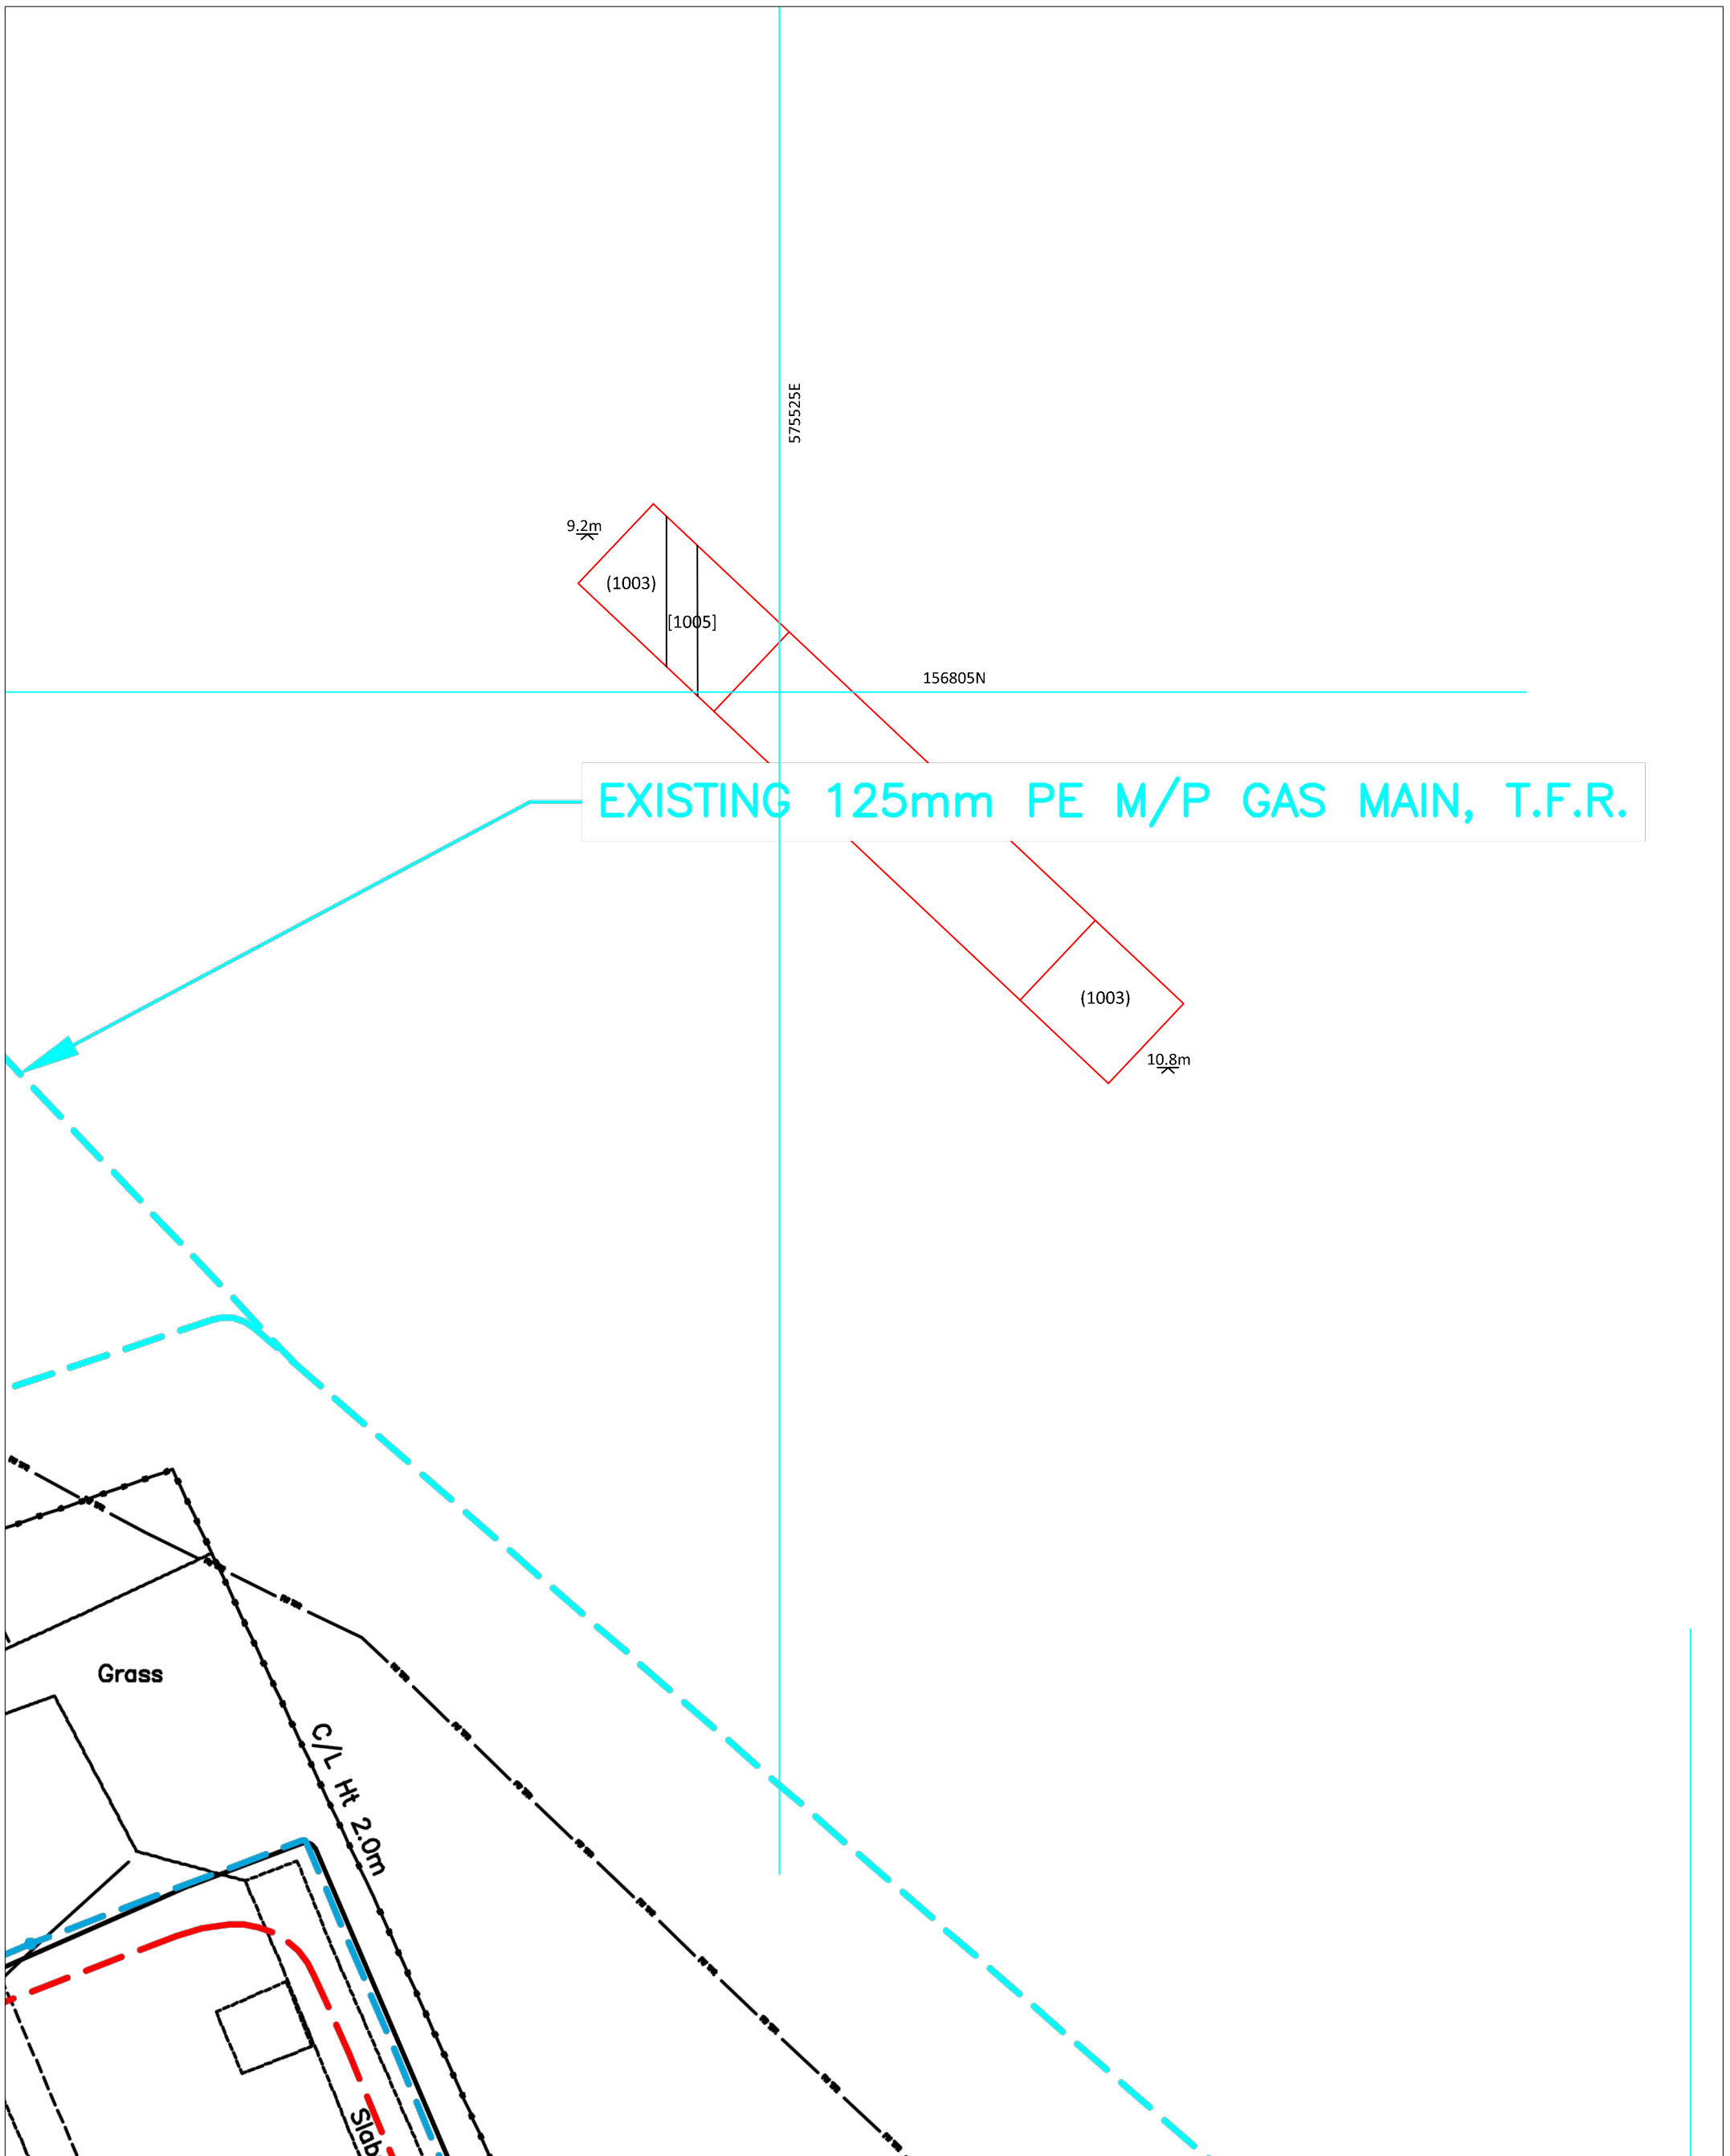 575525E
9.2m
(1003)
[1005]
156805N
EXISTING 125mm PE M/P GAS MAIN, T.F.R.
(1003)
10.8m
Grass
C/L Ht 2.0m
Slab